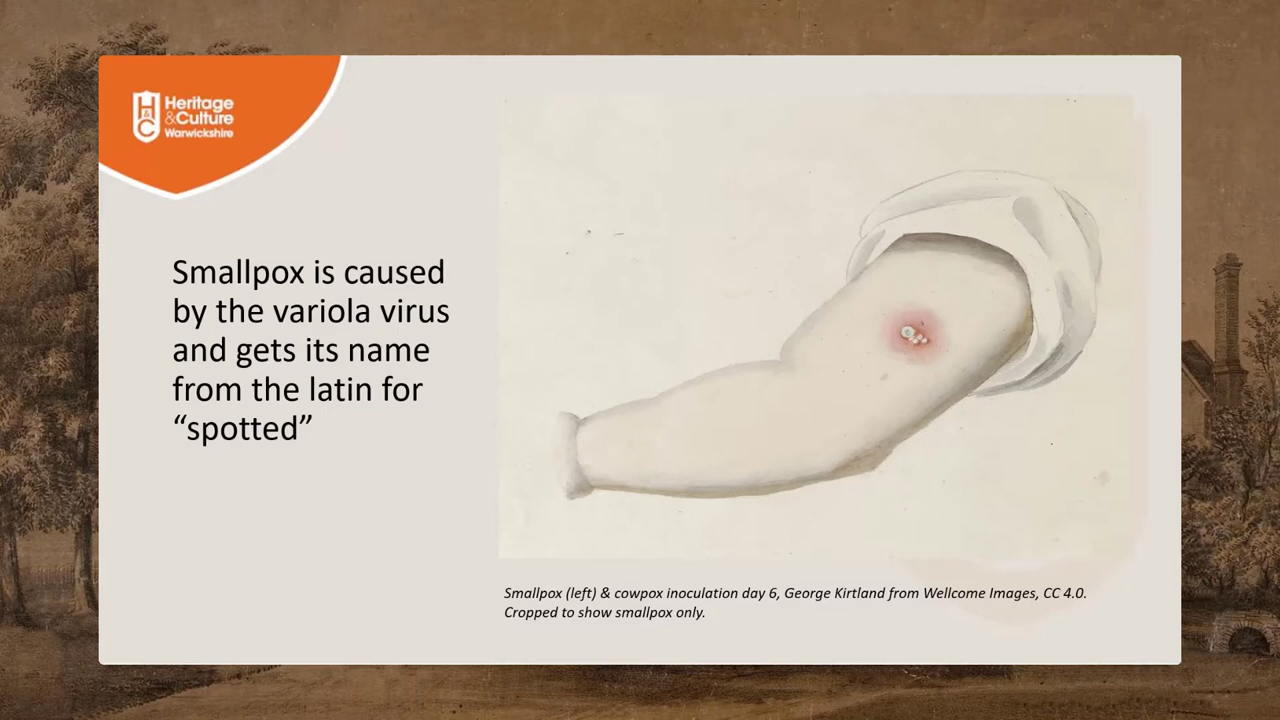 Heritage
&Culture
Warwickshire
H
&
C
Smallpox is caused
by the variola virus
and gets its name
from the latin for
“spotted”
Smallpox (left) & cowpox inoculation day 6, George Kirtland from Wellcome Images, CC 4.0.
Cropped to show smallpox only.